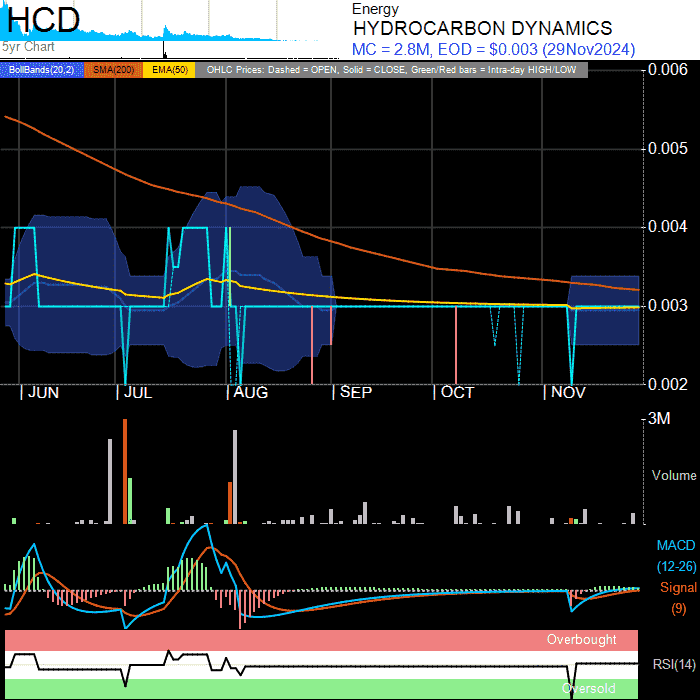 HCD
5yr Chart
Energy
HYDROCARBON DYNAMICS
MC = 2.8M, EOD = $0.003 (29Nov2024)
BollBands(20,2) SMA(200) EMA(50) OHLC Prices: Dashed = OPEN, Solid = CLOSE, Green/Red bars = Intra-day HIGH/LOW
0.006
0.005
0.004
0.003
0.002
| JUN | JUL | AUG | SEP | OCT | NOV
3M
Volume
MACD
(12-26)
Signal
(9)
Overbought
RSI(14)
Oversold